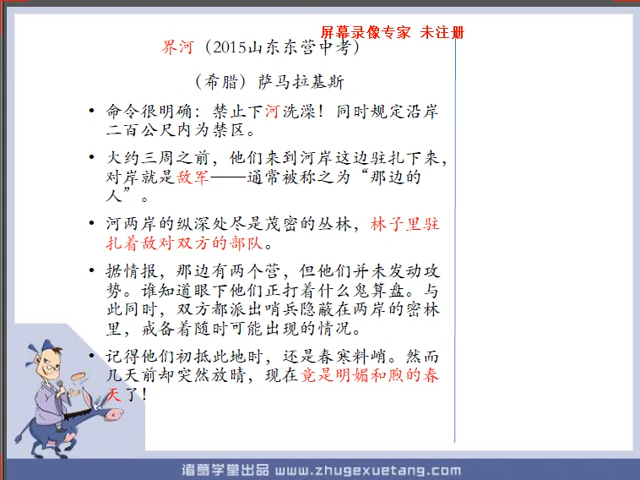 屏幕录像专家 未注册
界河（2015山东东营中考）
（希腊）萨马拉基斯
• 命令很明确：禁止下河洗澡！同时规定沿岸
二百公尺内为禁区。
• 大约三周之前，他们来到河岸这边驻扎下来，
对岸就是敌军——通常被称之为“那边的
人”。
• 河两岸的纵深处尽是茂密的丛林，林子里驻
扎着敌对双方的部队。
• 据情报，那边有两个营，但他们并未发动攻
势。谁知道眼下他们正打着什么鬼算盘。与
此同时，双方都派出哨兵隐蔽在两岸的密林
里，戒备着随时可能出现的情况。
• 记得他们初抵此地时，还是春寒料峭。然而
几天前却突然放晴，现在竟是明媚和煦的春
天了！
诸葛学堂出品 www.zhugexuetang.com